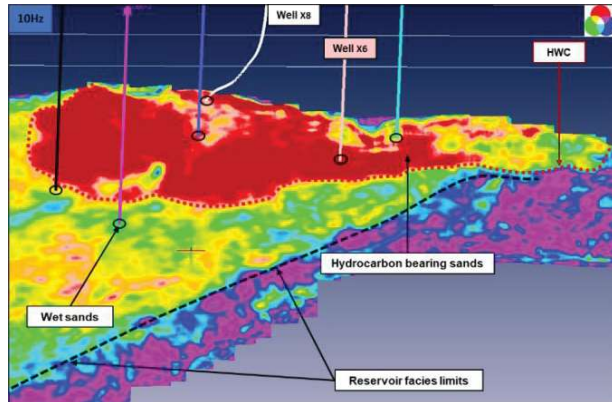 10Hz
Well X8
Well X6
HWC
Hydrocarbon bearing sands
Wet sands
Reservoir facies limits